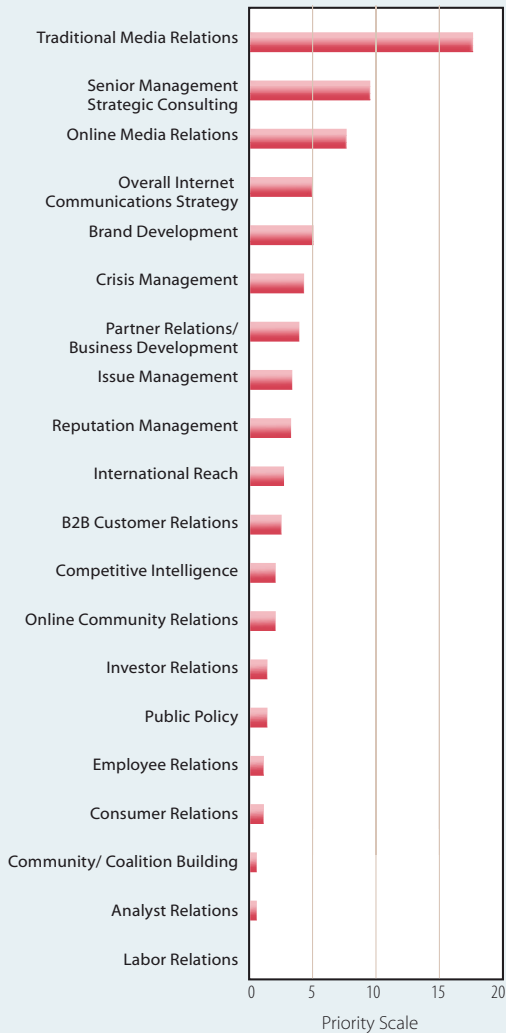 Traditional Media Relations
Senior Management
Strategic Consulting
Online Media Relations
Overall Internet
Communications Strategy
Brand Development
Crisis Management
Partner Relations/
Business Development
Issue Management
Reputation Management
International Reach
B2B Customer Relations
Competitive Intelligence
Online Community Relations
Investor Relations
Public Policy
Employee Relations
Consumer Relations
Community/ Coalition Building
Analyst Relations
Labor Relations
0 5 10 15 20
Priority Scale